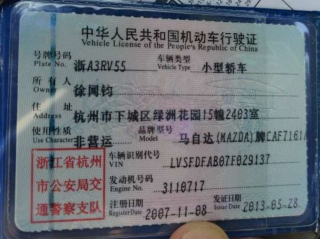 中华人民共和国机动车行驶证
Vehicle License of the People's Republic of China
号牌号码 浙A3RV55 车辆类型 小型轿车
Plate No. Vehicle Type
所有人 徐闻钧
Owner
住址 杭州市下城区绿洲花园15幢2403室
Address
使用性质 非营运 品牌型号 马自达(MAZDA)牌CAF7161A
Use Character
浙江省杭州
市公安局交
通警察支队
车辆识别代号 LVSFDFAB07F029137
VIN
发动机号码 3110717
Engine No.
注册日期 2007-11-08 发证日期 2013-05-28
Register Date Issue Date